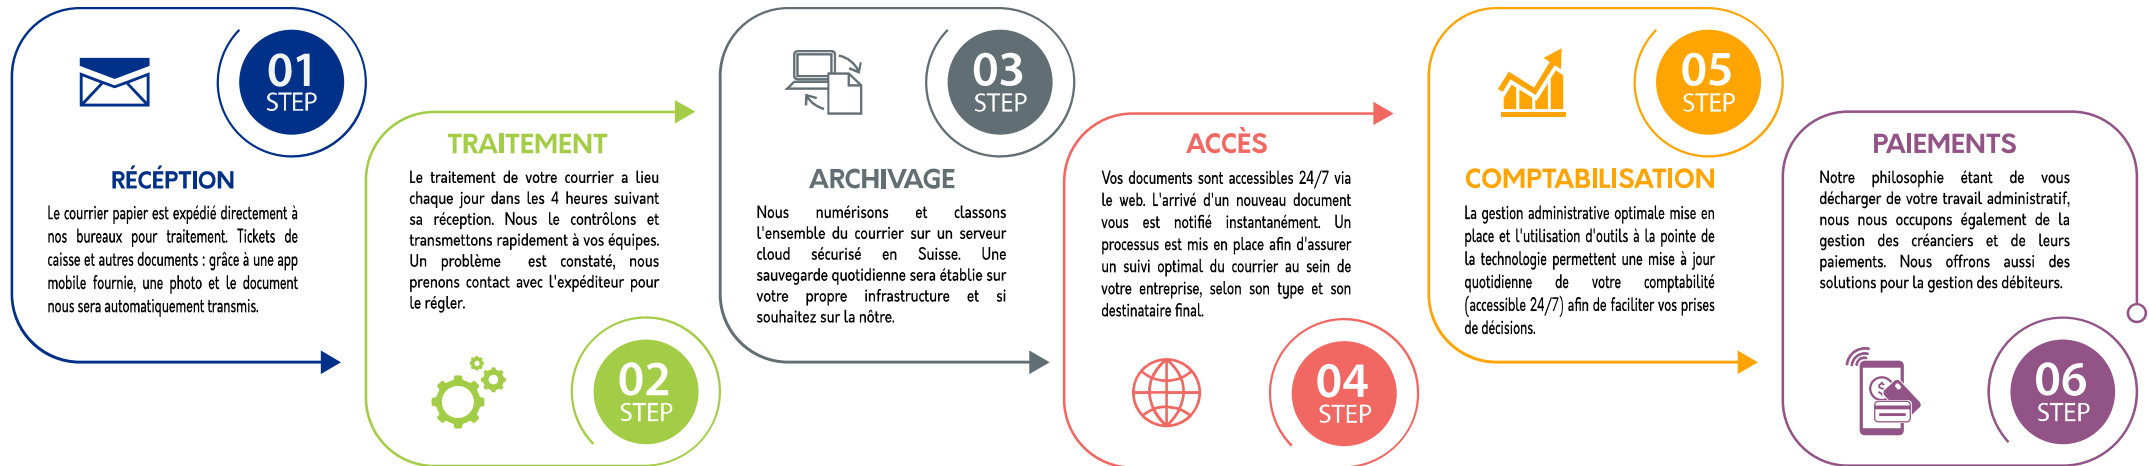 01
STEP
RÉCÉPTION
Le courrier papier est expédié directement à
nos bureaux pour traitement. Tickets de
caisse et autres documents : grâce à une app
mobile fournie, une photo et le document
nous sera automatiquement transmis.
TRAITEMENT
Le traitement de votre courrier a lieu
chaque jour dans les 4 heures suivant
sa réception. Nous le contrôlons et
transmettons rapidement à vos équipes.
Un problème est constaté, nous
prenons contact avec l'expéditeur pour
le régler.
02
STEP
03
STEP
ARCHIVAGE
Nous numérisons et classons
l'ensemble du courrier sur un serveur
cloud sécurisé en Suisse. Une
sauvegarde quotidienne sera établie sur
votre propre infrastructure et si
souhaitez sur la nôtre.
ACCÈS
Vos documents sont accessibles 24/7 via
le web. L'arrivé d'un nouveau document
vous est notifié instantanément. Un
processus est mis en place afin d'assurer
un suivi optimal du courrier au sein de
votre entreprise, selon son type et son
destinataire final.
04
STEP
05
STEP
COMPTABILISATION
La gestion administrative optimale mise en
place et l'utilisation d'outils à la pointe de
la technologie permettent une mise à jour
quotidienne de votre comptabilité
(accessible 24/7) afin de faciliter vos prises
de décisions.
PAIEMENTS
Notre philosophie étant de vous
décharger de votre travail administratif,
nous nous occupons également de la
gestion des créanciers et de leurs
paiements. Nous offrons aussi des
solutions pour la gestion des débiteurs.
06
STEP